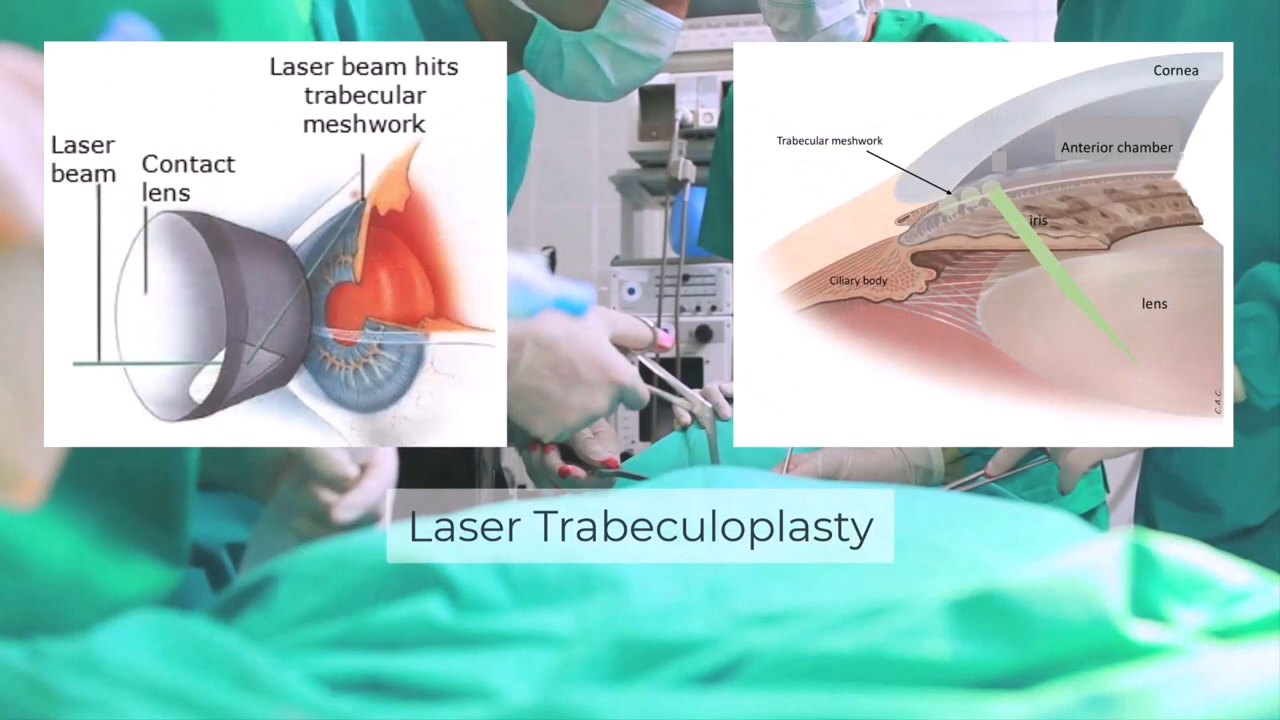 Laser beam hits
trabecular
meshwork
Laser
beam
Contact
lens
Cornea
Trabecular meshwork
Anterior chamber
iris
Ciliary body
lens
C.A.C.
Laser Trabeculoplasty